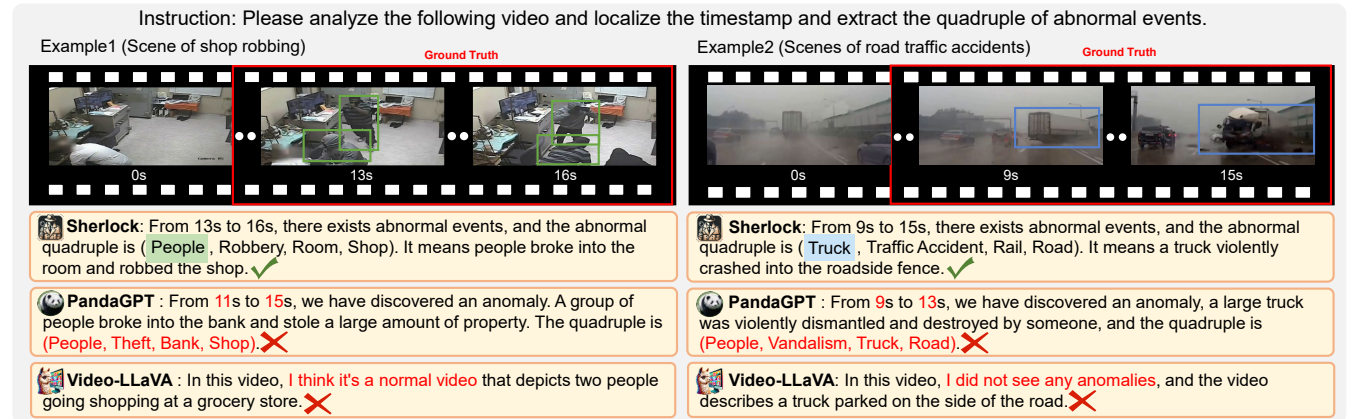 Instruction: Please analyze the following video and localize the timestamp and extract the quadruple of abnormal events.
Example1 (Scene of shop robbing)
Ground Truth
0s
13s
16s
Sherlock: From 13s to 16s, there exists abnormal events, and the abnormal
quadruple is ( People , Robbery, Room, Shop). It means people broke into the
room and robbed the shop.
PandaGPT : From 11s to 15s, we have discovered an anomaly. A group of
people broke into the bank and stole a large amount of property. The quadruple is
(People, Theft, Bank, Shop).
Video-LLaVA : In this video, I think it's a normal video that depicts two people
going shopping at a grocery store.
Example2 (Scenes of road traffic accidents)
Ground Truth
0s
9s
15s
Sherlock: From 9s to 15s, there exists abnormal events, and the abnormal
quadruple is ( Truck , Traffic Accident, Rail, Road). It means a truck violently
crashed into the roadside fence.
PandaGPT : From 9s to 13s, we have discovered an anomaly, a large truck
was violently dismantled and destroyed by someone, and the quadruple is
(People, Vandalism, Truck, Road).
Video-LLaVA: In this video, I did not see any anomalies, and the video
describes a truck parked on the side of the road.